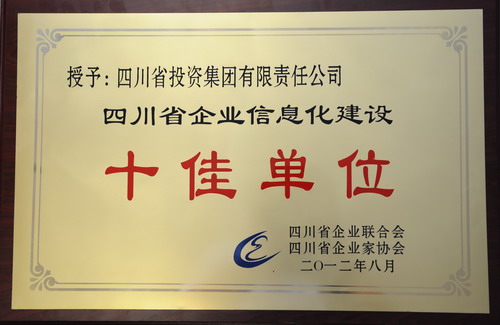 授予：四川省投资集团有限责任公司
四川省企业信息化建设
十佳单位
四川省企业联合会
四川省企业家协会
二〇一二年八月